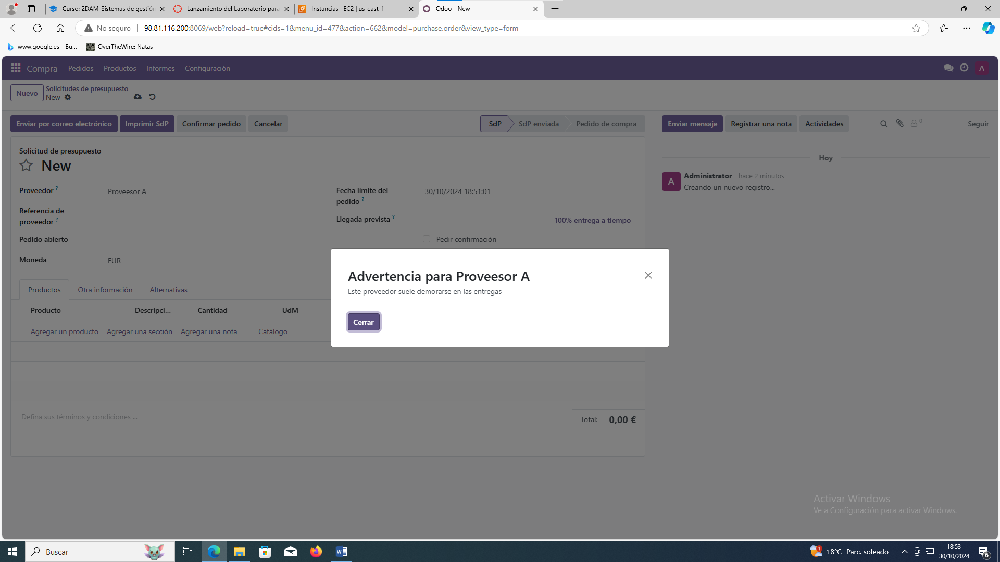 Curso: 2DAM-Sistemas de gestión
Lanzamiento del Laboratorio para
Instancias | EC2 | us-east-1
Odoo - New
No seguro
98.81.116.200:8069/web?reload=true#cids=1&menu_id=477&action=662&model=purchase.order&view_type=form
www.google.es - Bu...
OverTheWire: Natas
Compra
Pedidos
Productos
Informes
Configuración
A
Nuevo
Solicitudes de presupuesto
New
Enviar por correo electrónico
Imprimir SdP
Confirmar pedido
Cancelar
SdP
SdP enviada
Pedido de compra
Enviar mensaje
Registrar una nota
Actividades
0
Seguir
Solicitud de presupuesto
New
Hoy
A
Administrator - hace 2 minutos
Creando un nuevo registro...
Proveedor ?
Proveesor A
Fecha límite del
pedido ?
30/10/2024 18:51:01
Referencia de
proveedor ?
Llegada prevista ?
100% entrega a tiempo
Pedido abierto
Pedir confirmación
Moneda
EUR
Advertencia para Proveesor A
Este proveedor suele demorarse en las entregas
Cerrar
Productos
Otra información
Alternativas
Producto
Descripci...
Cantidad
UdM
Agregar un producto
Agregar una sección
Agregar una nota
Catálogo
Defina sus términos y condiciones ...
Total:
0,00 €
Activar Windows
Ve a Configuración para activar Windows.
Buscar
1
18°C Parc. soleado
18:53
30/10/2024
6